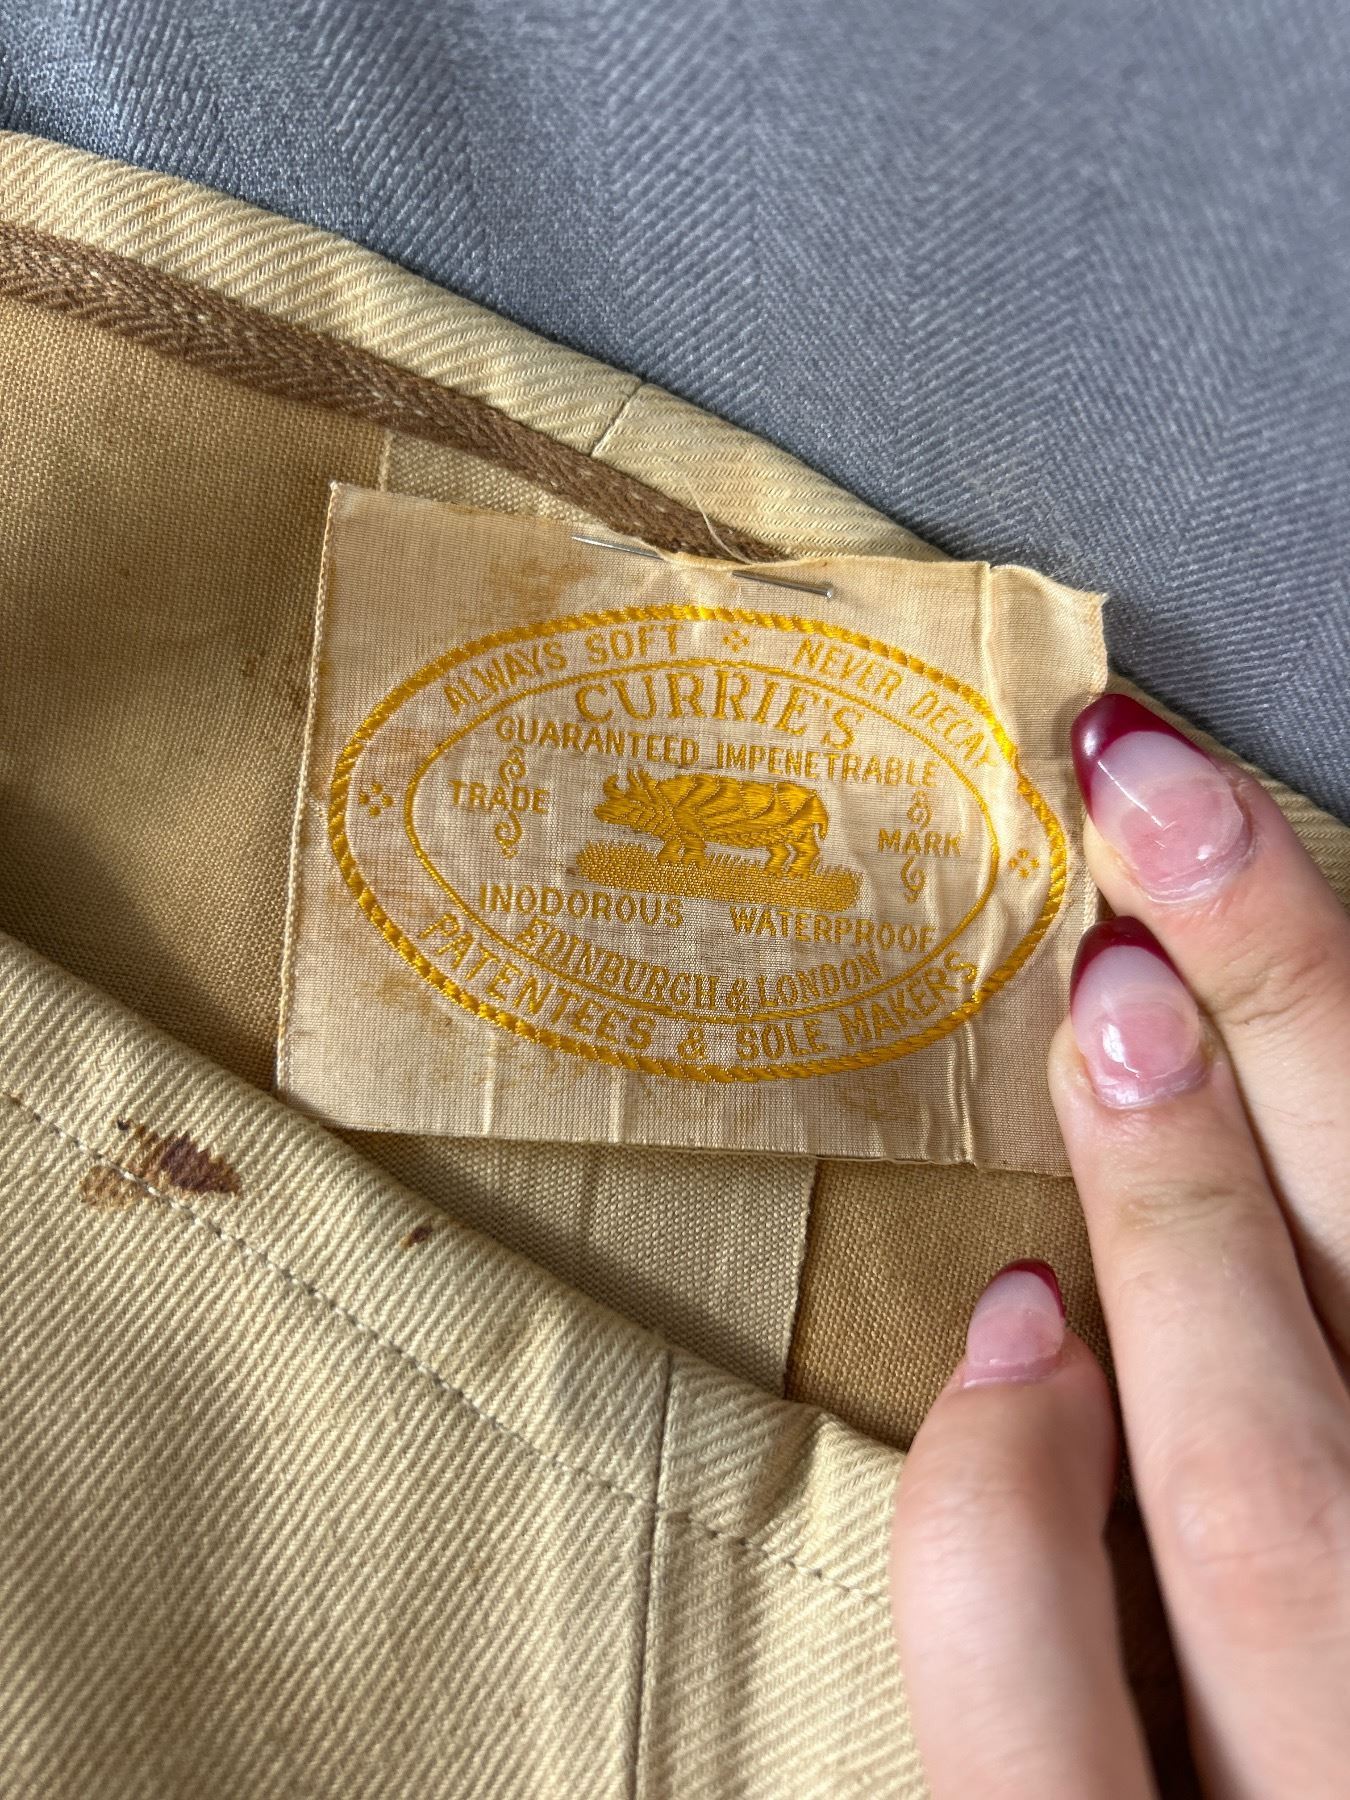 ALWAYS SOFT NEVER DECAY
CURRIE'S
GUARANTEED IMPENETRABLE
TRADE MARK
INODOROUS WATERPROOF
EDINBURGH & LONDON
PATENTEES & SOLE MAKERS